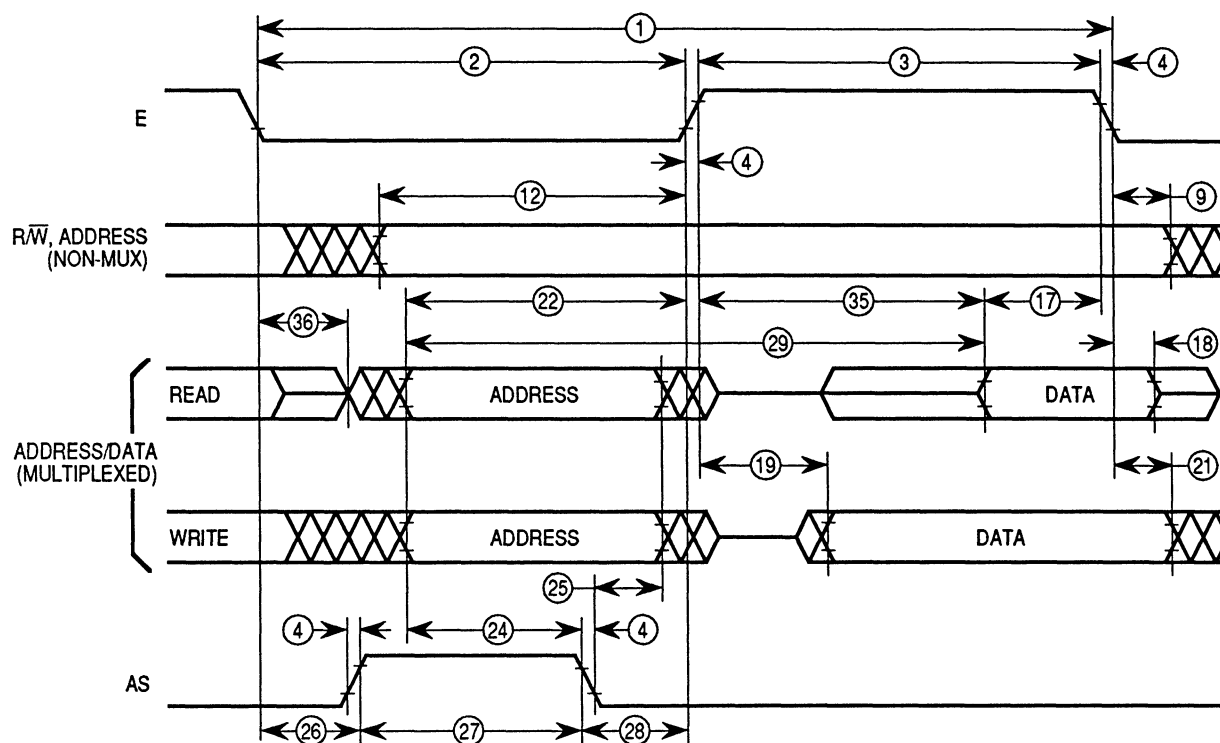 1
2
3
4
E
4
12
9
R/W̅, ADDRESS
(NON-MUX)
22
35
17
36
29
18
READ
ADDRESS
DATA
ADDRESS/DATA
(MULTIPLEXED)
19
21
WRITE
ADDRESS
DATA
25
4
24
4
AS
26
27
28